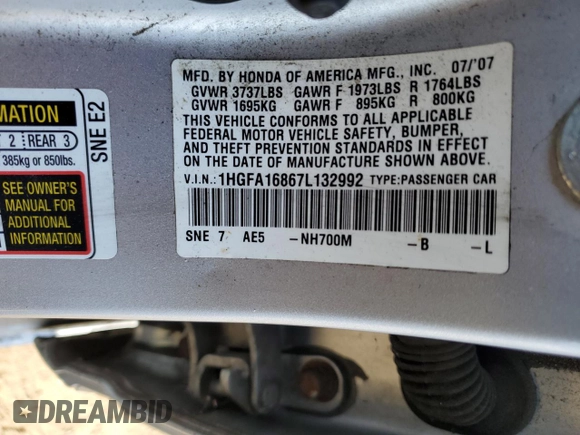 MFD. BY HONDA OF AMERICA MFG., INC. 07/'07
GVWR 3737LBS GAWR F 1973LBS R 1764LBS
GVWR 1695KG GAWR F 895KG R 800KG
THIS VEHICLE CONFORMS TO ALL APPLICABLE
FEDERAL MOTOR VEHICLE SAFETY, BUMPER,
AND THEFT PREVENTION STANDARDS IN EFFECT
ON THE DATE OF MANUFACTURE SHOWN ABOVE.
V.I.N.: 1HGFA16867L132992 TYPE:PASSENGER CAR
SNE 7 AE5 -NH700M -B -L
MATION
2 REAR 3
385kg or 850lbs.
SEE OWNER'S
MANUAL FOR
ADDITIONAL
INFORMATION
SNE E2
DREAMBID